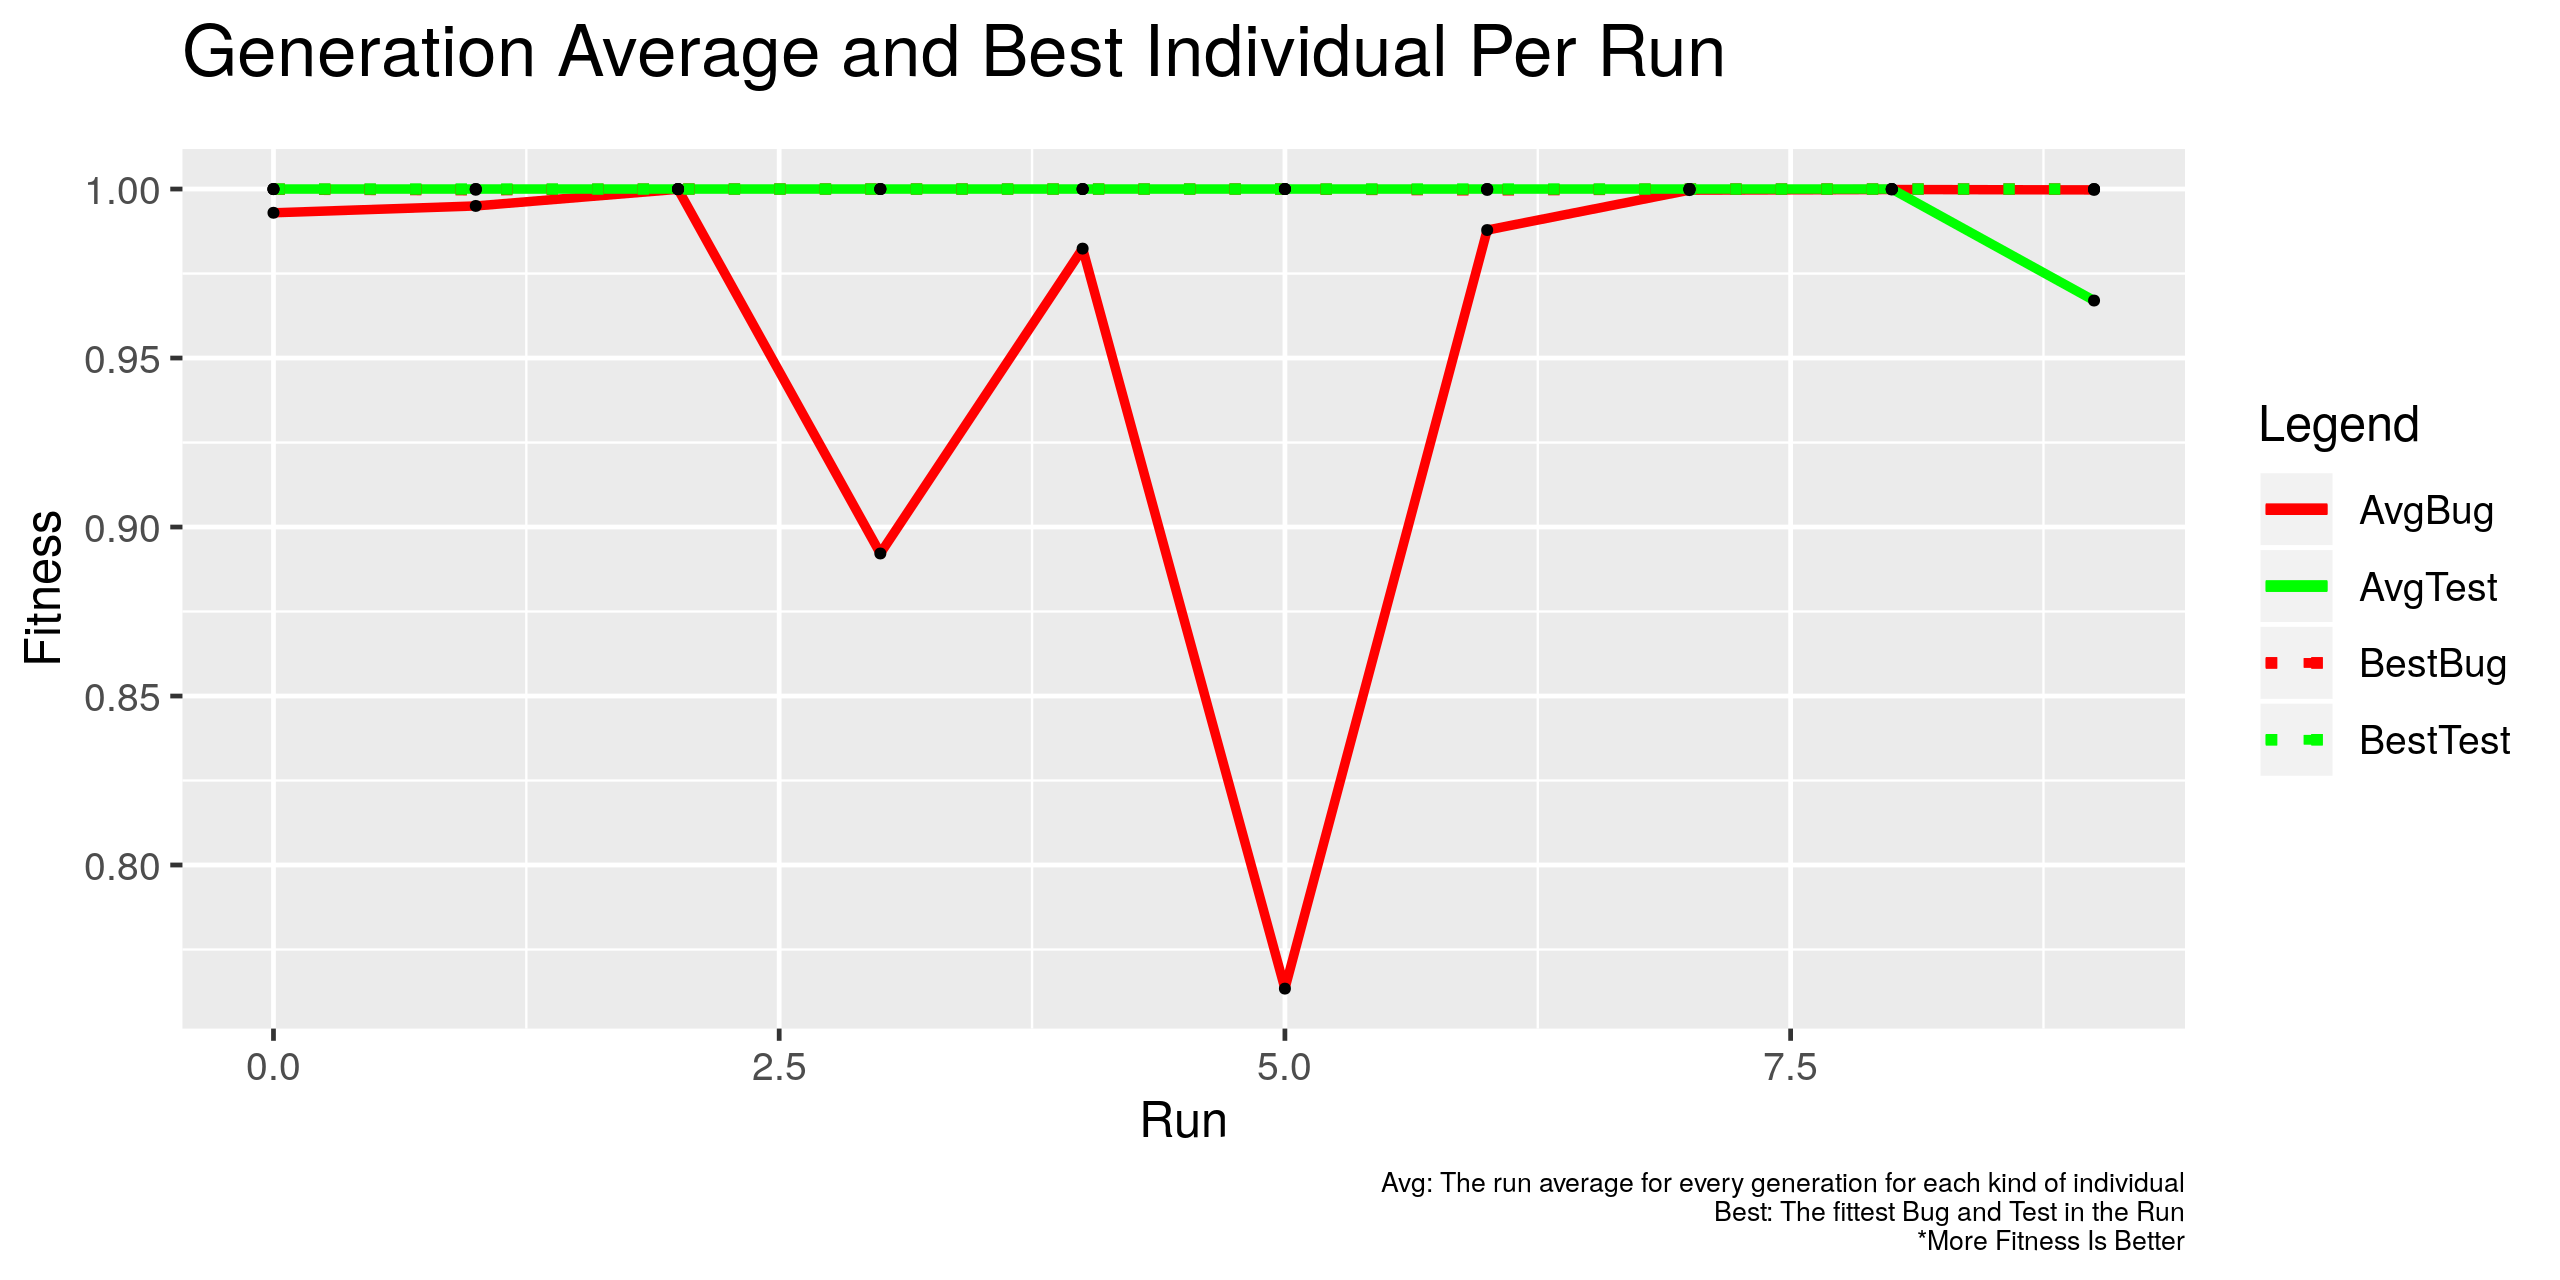 Generation Average and Best Individual Per Run
1.00
0.95
0.90
0.85
0.80
Fitness
0.0
2.5
5.0
7.5
Run
Legend
AvgBug
AvgTest
BestBug
BestTest
Avg: The run average for every generation for each kind of individual
Best: The fittest Bug and Test in the Run
*More Fitness Is Better